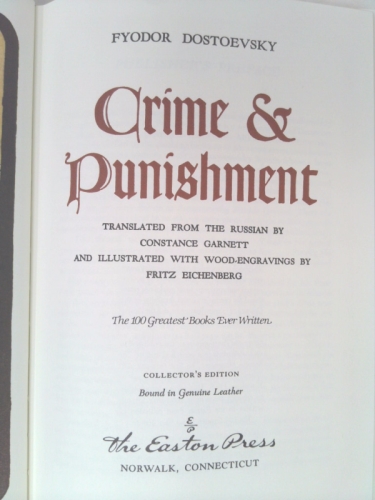 FYODOR DOSTOEVSKY
Crime &
Punishment
TRANSLATED FROM THE RUSSIAN BY
CONSTANCE GARNETT
AND ILLUSTRATED WITH WOOD-ENGRAVINGS BY
FRITZ EICHENBERG
The 100 Greatest Books Ever Written
COLLECTOR'S EDITION
Bound in Genuine Leather
E/P
The Easton Press
NORWALK, CONNECTICUT